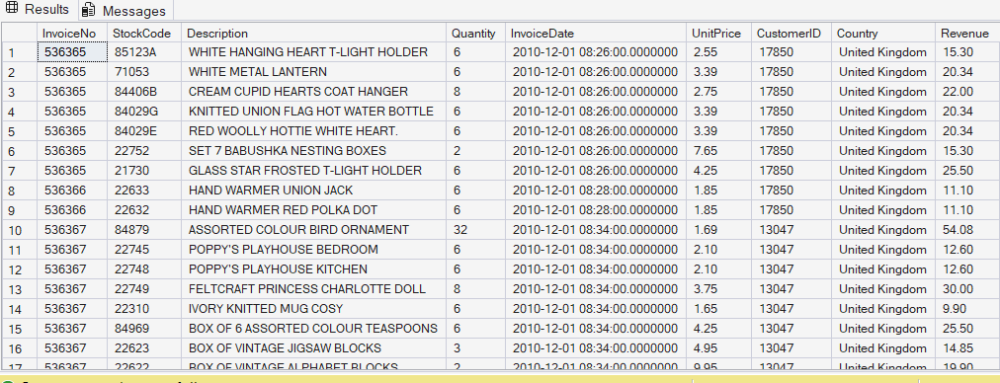 Results Messages
InvoiceNo StockCode Description Quantity InvoiceDate UnitPrice CustomerID Country Revenue
1 536365 85123A WHITE HANGING HEART T-LIGHT HOLDER 6 2010-12-01 08:26:00.0000000 2.55 17850 United Kingdom 15.30
2 536365 71053 WHITE METAL LANTERN 6 2010-12-01 08:26:00.0000000 3.39 17850 United Kingdom 20.34
3 536365 84406B CREAM CUPID HEARTS COAT HANGER 8 2010-12-01 08:26:00.0000000 2.75 17850 United Kingdom 22.00
4 536365 84029G KNITTED UNION FLAG HOT WATER BOTTLE 6 2010-12-01 08:26:00.0000000 3.39 17850 United Kingdom 20.34
5 536365 84029E RED WOOLLY HOTTIE WHITE HEART. 6 2010-12-01 08:26:00.0000000 3.39 17850 United Kingdom 20.34
6 536365 22752 SET 7 BABUSHKA NESTING BOXES 2 2010-12-01 08:26:00.0000000 7.65 17850 United Kingdom 15.30
7 536365 21730 GLASS STAR FROSTED T-LIGHT HOLDER 6 2010-12-01 08:26:00.0000000 4.25 17850 United Kingdom 25.50
8 536366 22633 HAND WARMER UNION JACK 6 2010-12-01 08:28:00.0000000 1.85 17850 United Kingdom 11.10
9 536366 22632 HAND WARMER RED POLKA DOT 6 2010-12-01 08:28:00.0000000 1.85 17850 United Kingdom 11.10
10 536367 84879 ASSORTED COLOUR BIRD ORNAMENT 32 2010-12-01 08:34:00.0000000 1.69 13047 United Kingdom 54.08
11 536367 22745 POPPY'S PLAYHOUSE BEDROOM 6 2010-12-01 08:34:00.0000000 2.10 13047 United Kingdom 12.60
12 536367 22748 POPPY'S PLAYHOUSE KITCHEN 6 2010-12-01 08:34:00.0000000 2.10 13047 United Kingdom 12.60
13 536367 22749 FELTCRAFT PRINCESS CHARLOTTE DOLL 8 2010-12-01 08:34:00.0000000 3.75 13047 United Kingdom 30.00
14 536367 22310 IVORY KNITTED MUG COSY 6 2010-12-01 08:34:00.0000000 1.65 13047 United Kingdom 9.90
15 536367 84969 BOX OF 6 ASSORTED COLOUR TEASPOONS 6 2010-12-01 08:34:00.0000000 4.25 13047 United Kingdom 25.50
16 536367 22623 BOX OF VINTAGE JIGSAW BLOCKS 3 2010-12-01 08:34:00.0000000 4.95 13047 United Kingdom 14.85
17 536367 22622 BOX OF VINTAGE ALPHABET BLOCKS 2 2010-12-01 08:34:00.0000000 9.95 13047 United Kingdom 19.90